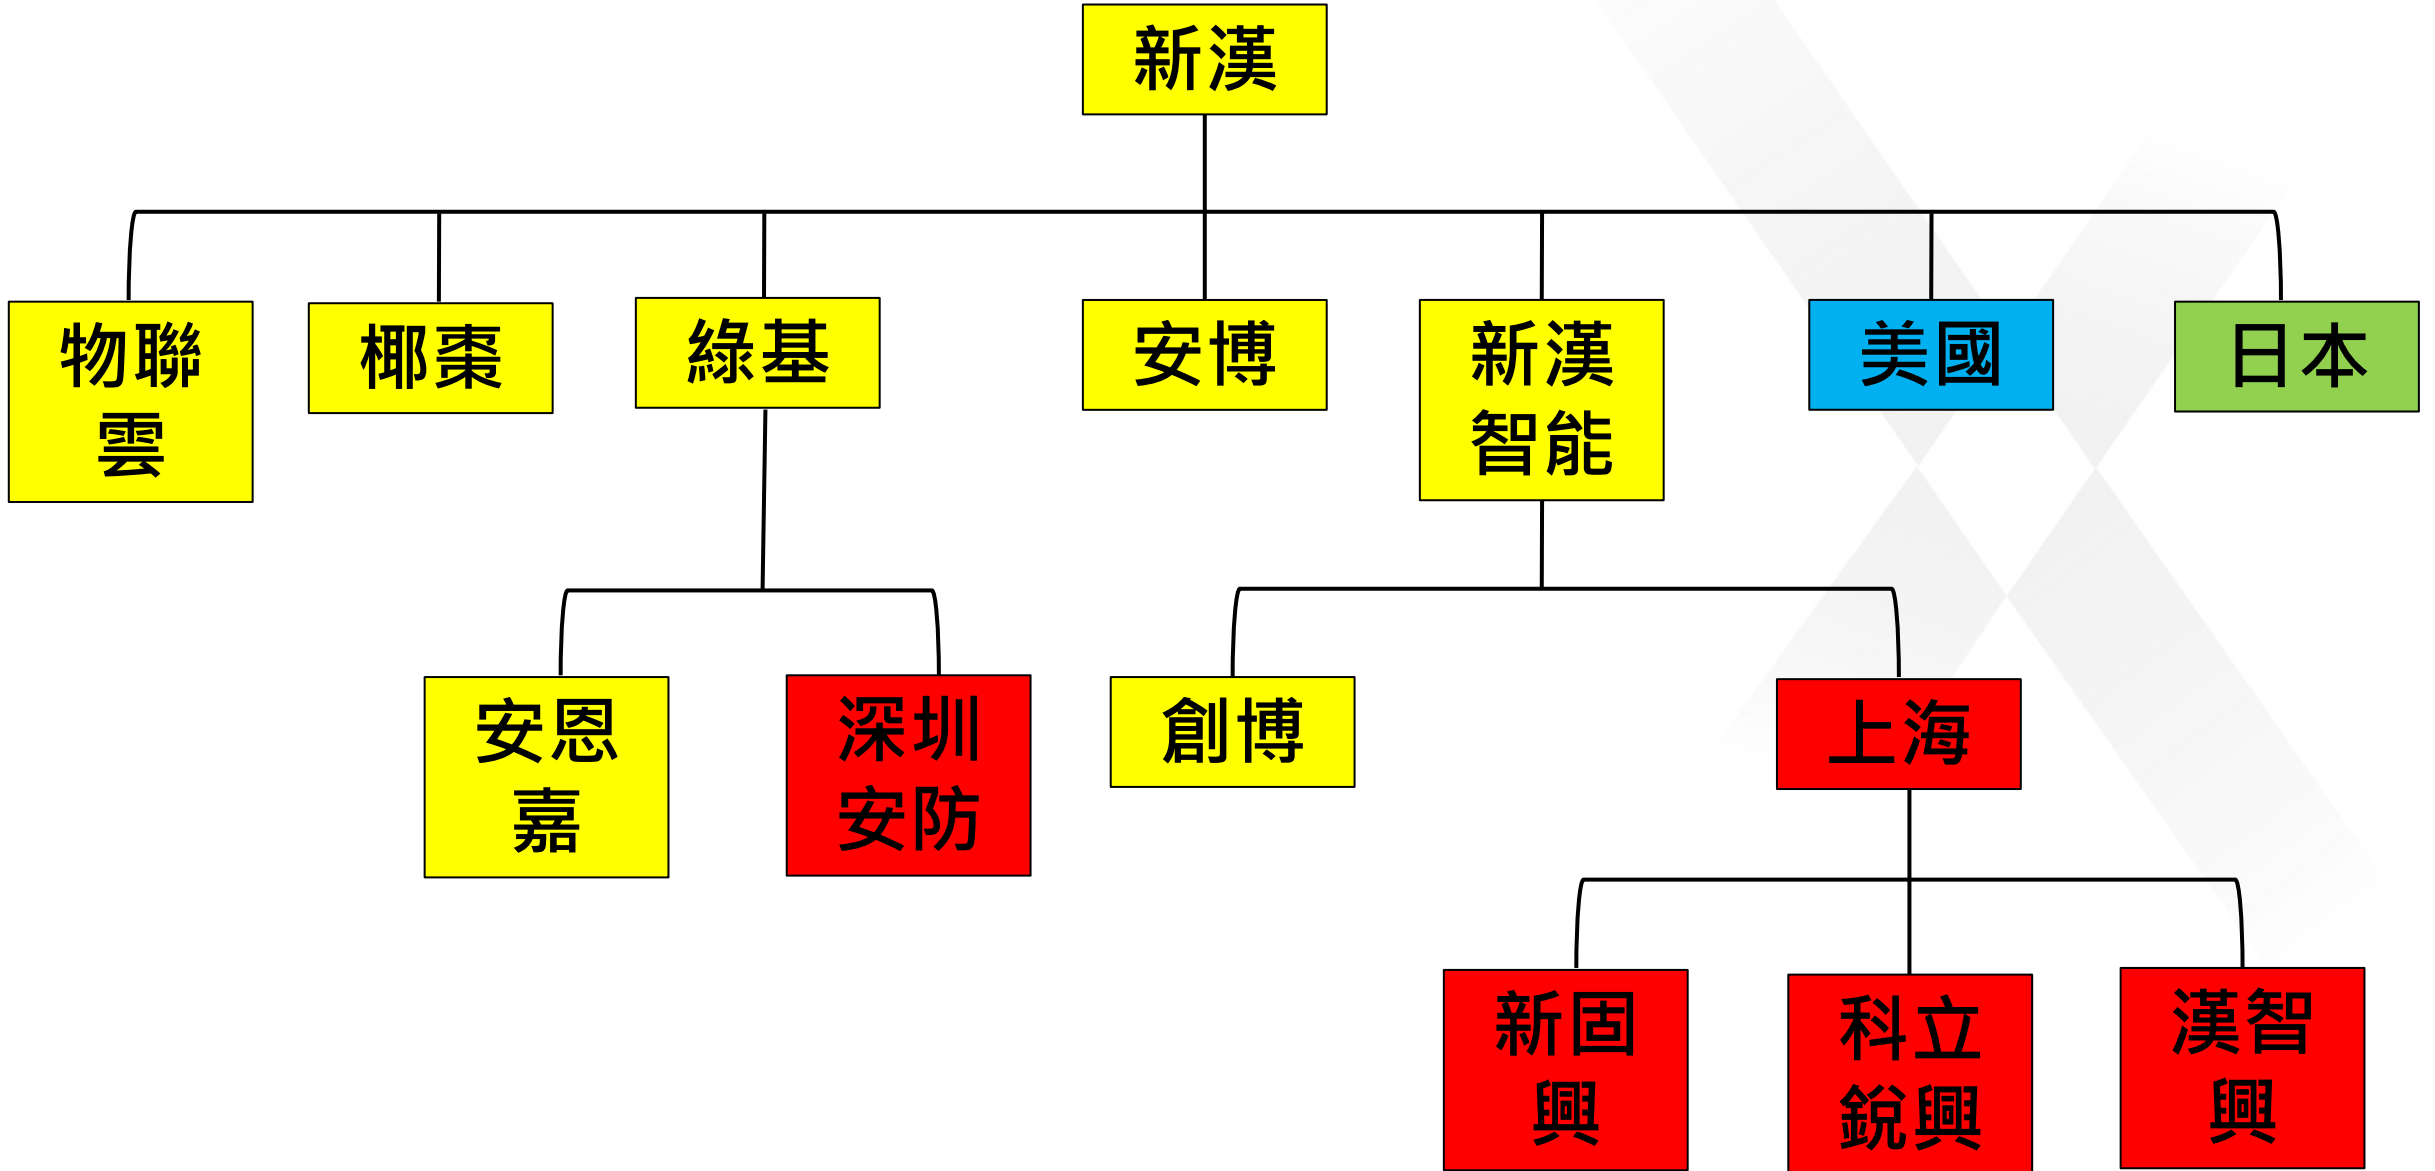 新漢
物聯
雲
椰棗
綠基
安博
新漢
智能
美國
日本
安恩
嘉
深圳
安防
創博
上海
新固
興
科立
銳興
漢智
興